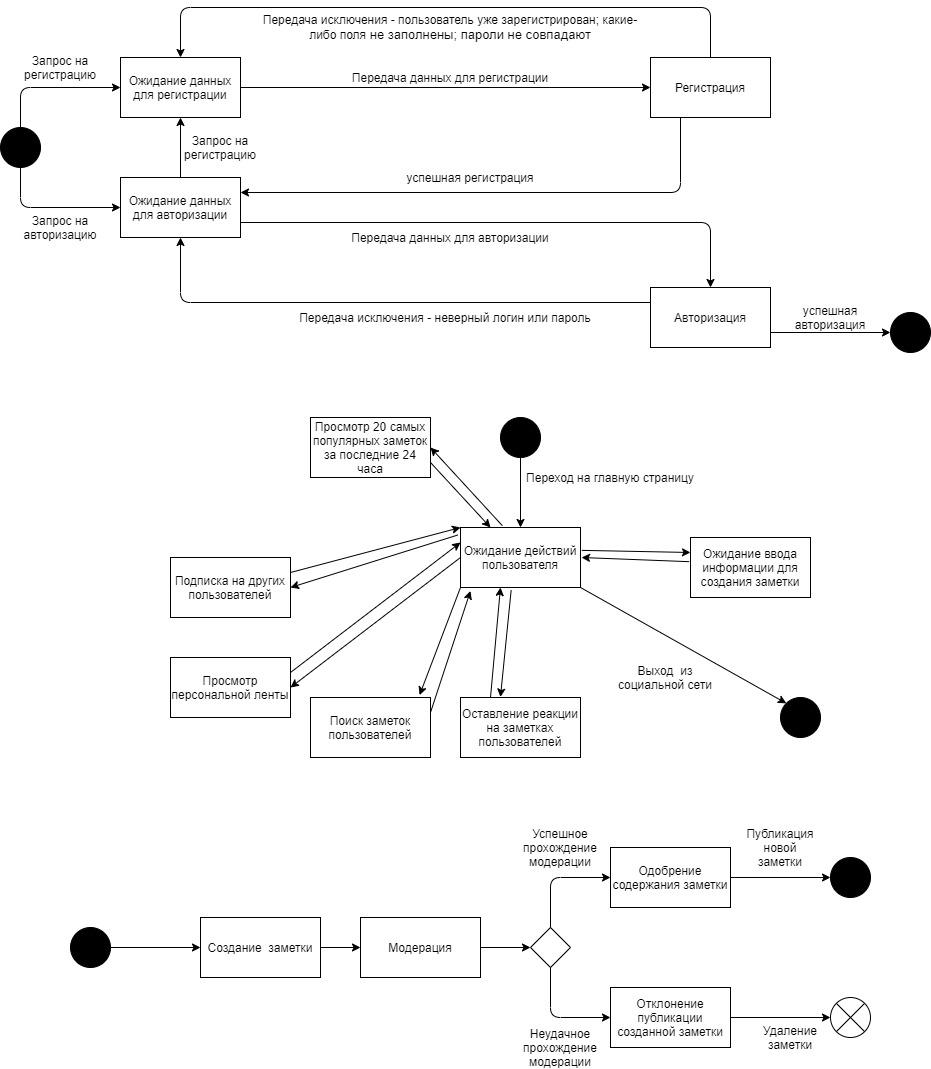 Передача исключения - пользователь уже зарегистрирован; какие-
либо поля не заполнены; пароли не совпадают
Запрос на
регистрацию
Ожидание данных
для регистрации
Передача данных для регистрации
Регистрация
Запрос на
регистрацию
успешная регистрация
Ожидание данных
для авторизации
Запрос на
авторизацию
Передача данных для авторизации
Передача исключения - неверный логин или пароль
Авторизация
успешная
авторизация
Просмотр 20 самых
популярных заметок
за последние 24
часа
Переход на главную страницу
Ожидание действий
пользователя
Ожидание ввода
информации для
создания заметки
Подписка на других
пользователей
Просмотр
персональной ленты
Выход из
социальной сети
Поиск заметок
пользователей
Оставление реакции
на заметках
пользователей
Успешное
прохождение
модерации
Публикация
новой
заметки
Одобрение
содержания заметки
Создание заметки
Модерация
Отклонение
публикации
созданной заметки
Неудачное
прохождение
модерации
Удаление
заметки